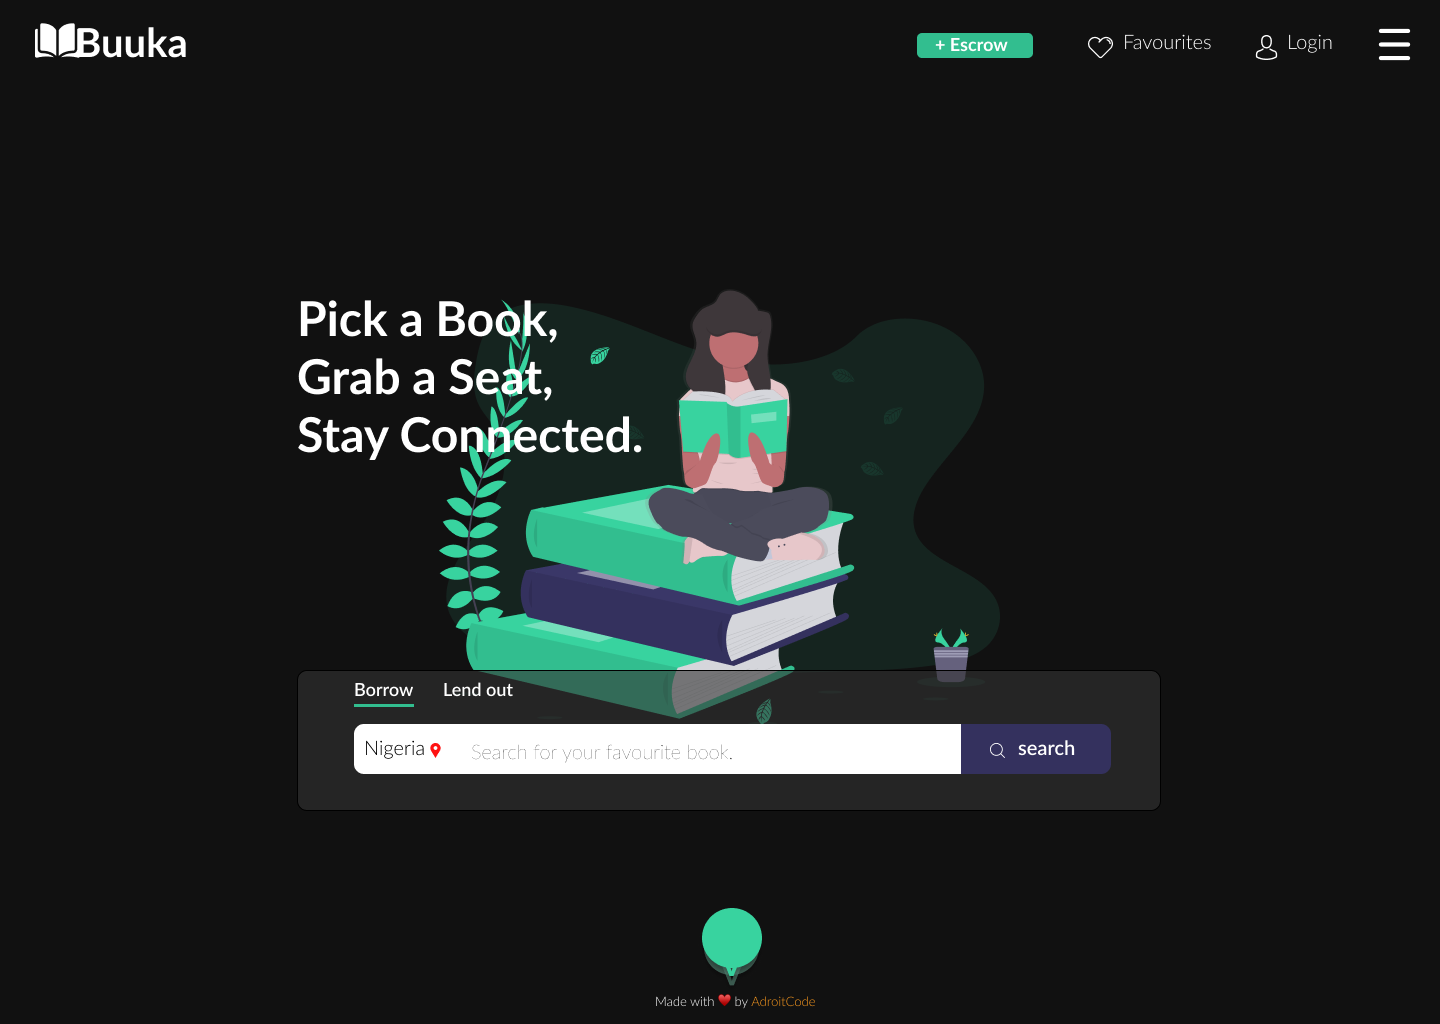 Buuka
+ Escrow
Favourites
Login
Pick a Book,
Grab a Seat,
Stay Connected.
Borrow
Lend out
Nigeria
Search for your favourite book.
search
Made with ❤ by AdroitCode